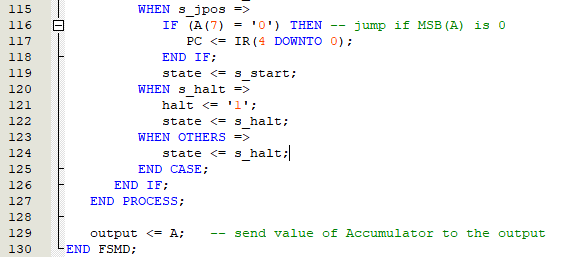 115 WHEN s_jpos =>
116 IF (A(7) = '0') THEN -- jump if MSB(A) is 0
117 PC <= IR(4 DOWNTO 0);
118 END IF;
119 state <= s_start;
120 WHEN s_halt =>
121 halt <= '1';
122 state <= s_halt;
123 WHEN OTHERS =>
124 state <= s_halt;
125 END CASE;
126 END IF;
127 END PROCESS;
128
129 output <= A; -- send value of Accumulator to the output
130 END FSMD;